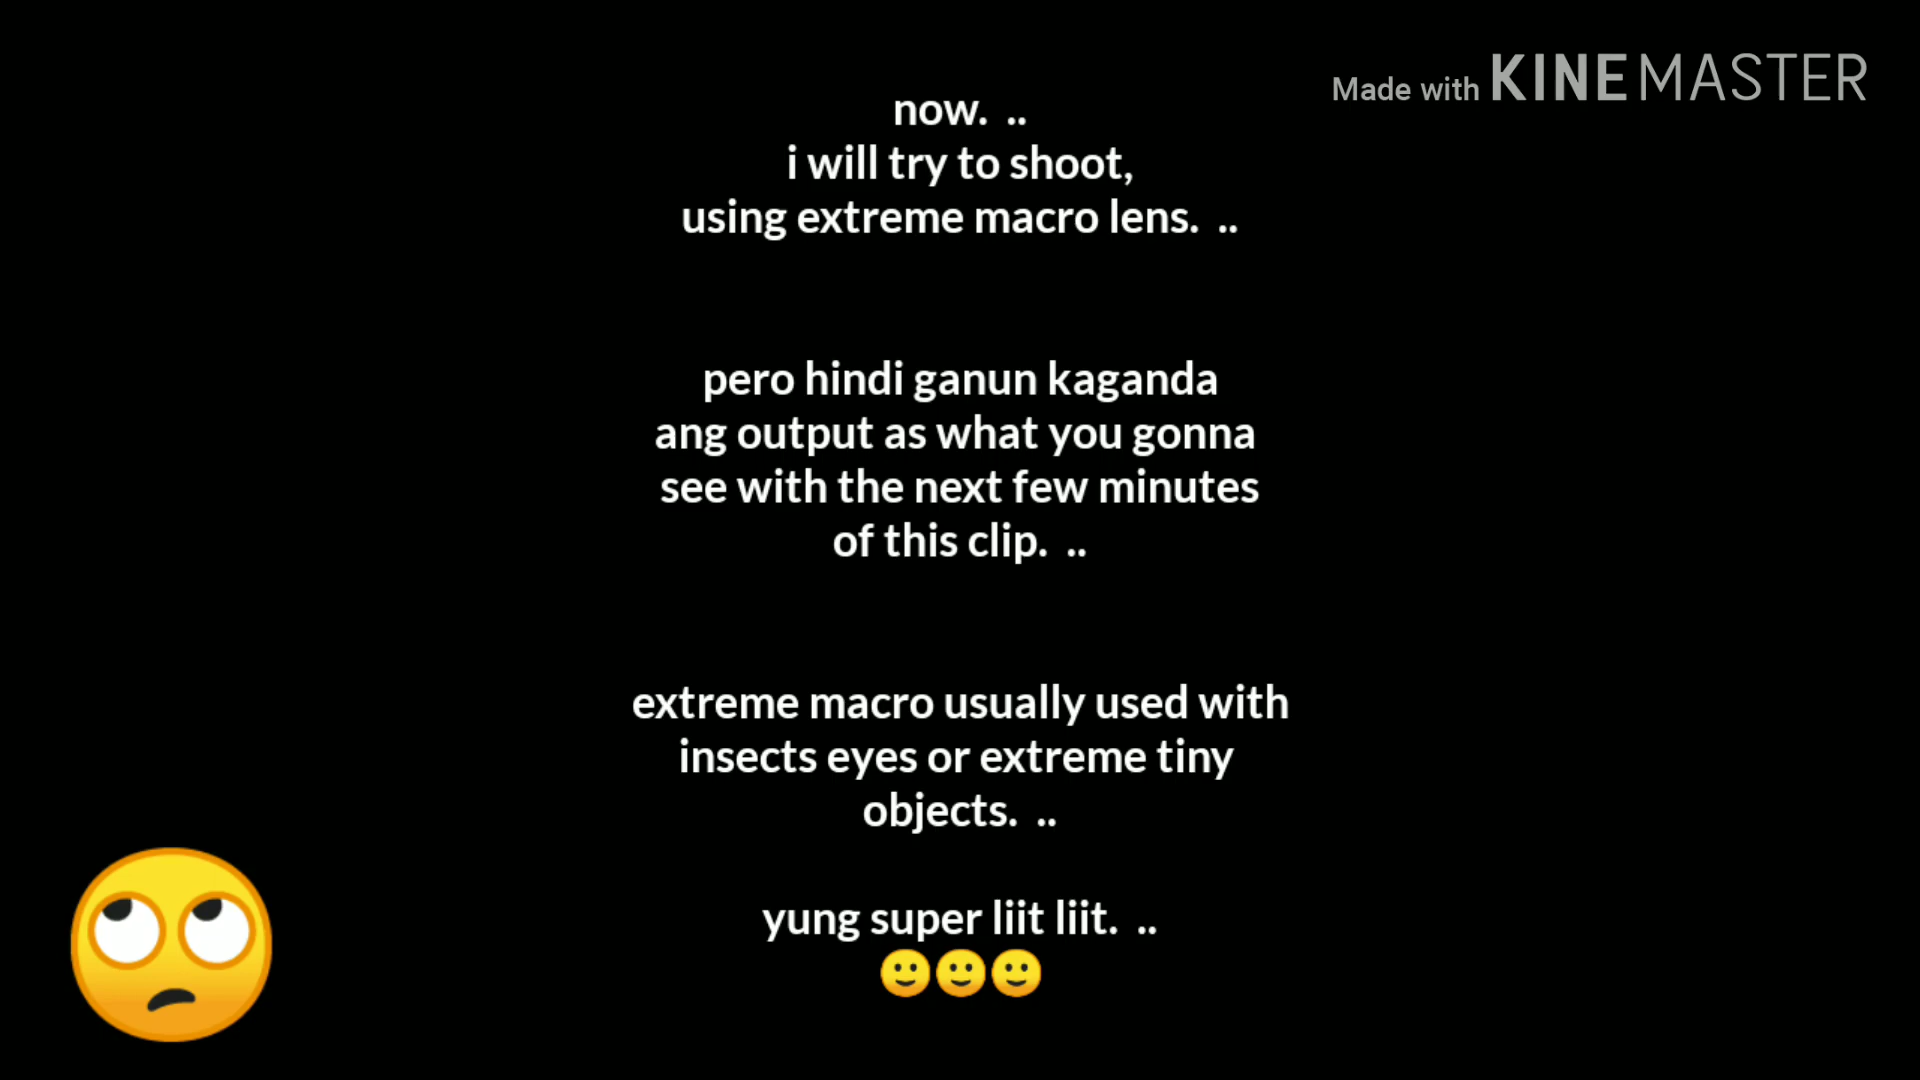 Made with KINEMASTER
now.  ..
i will try to shoot,
using extreme macro lens.  ..
pero hindi ganun kaganda
ang output as what you gonna
see with the next few minutes
of this clip.  ..
extreme macro usually used with
insects eyes or extreme tiny
objects.  ..
yung super liit liit.  ..
🙂🙂🙂